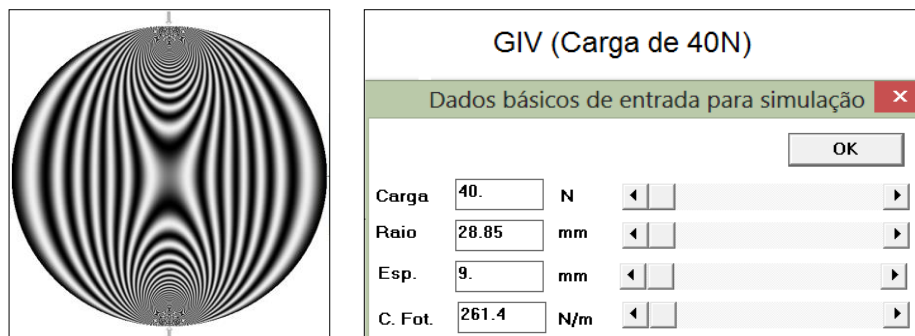 GIV (Carga de 40N)
Dados básicos de entrada para simulação
OK
Carga 40. N
Raio 28.85 mm
Esp. 9. mm
C. Fot. 261.4 N/m